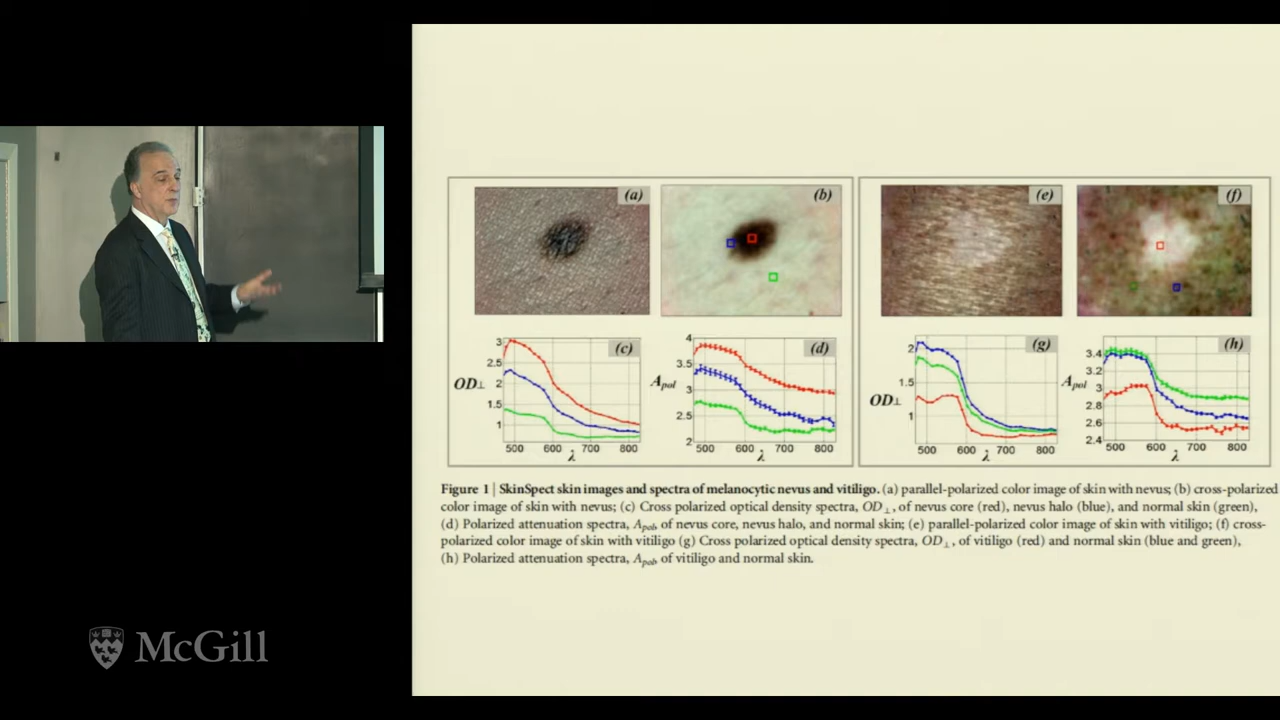 (a)
(b)
(e)
(f)
(c)
(d)
(g)
(h)
OD⊥
3
2.5
2
1.5
1
500
600
700
800
λ
A_pol
4
3.5
3
2.5
2
500
600
700
800
λ
OD⊥
2
1.5
1
500
600
700
800
λ
A_pol
3.4
3.2
3
2.8
2.6
2.4
500
600
700
800
λ
Figure 1 | SkinSpect skin images and spectra of melanocytic nevus and vitiligo. (a) parallel-polarized color image of skin with nevus; (b) cross-polarized
color image of skin with nevus; (c) Cross polarized optical density spectra, OD⊥, of nevus core (red), nevus halo (blue), and normal skin (green),
(d) Polarized attenuation spectra, A_pol, of nevus core, nevus halo, and normal skin; (e) parallel-polarized color image of skin with vitiligo; (f) cross-
polarized color image of skin with vitiligo (g) Cross polarized optical density spectra, OD⊥, of vitiligo (red) and normal skin (blue and green),
(h) Polarized attenuation spectra, A_pol, of vitiligo and normal skin.
McGill